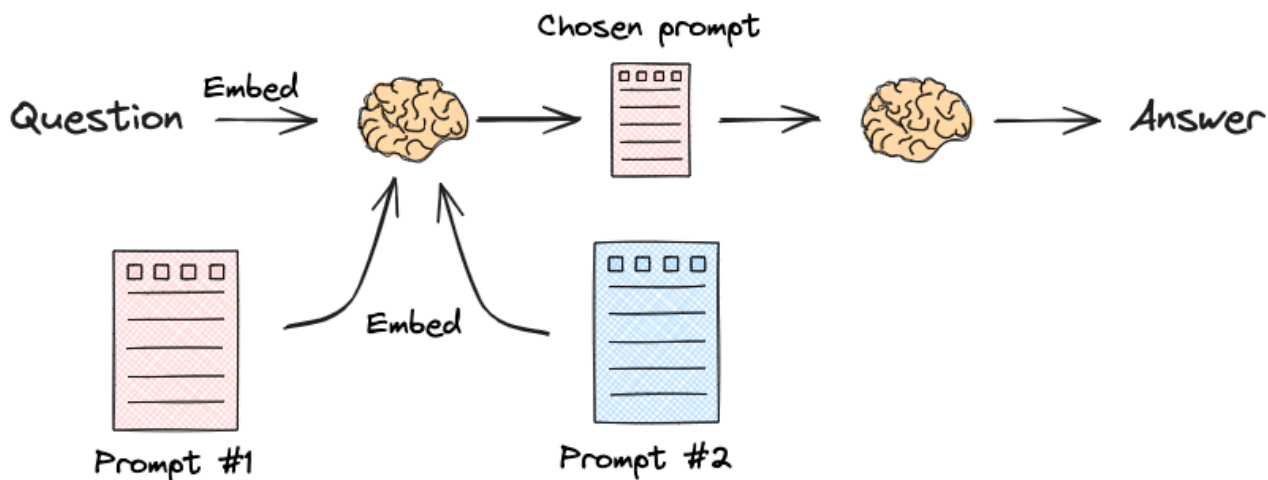 Chosen prompt
Question
Embed
Answer
Embed
Prompt #1
Prompt #2